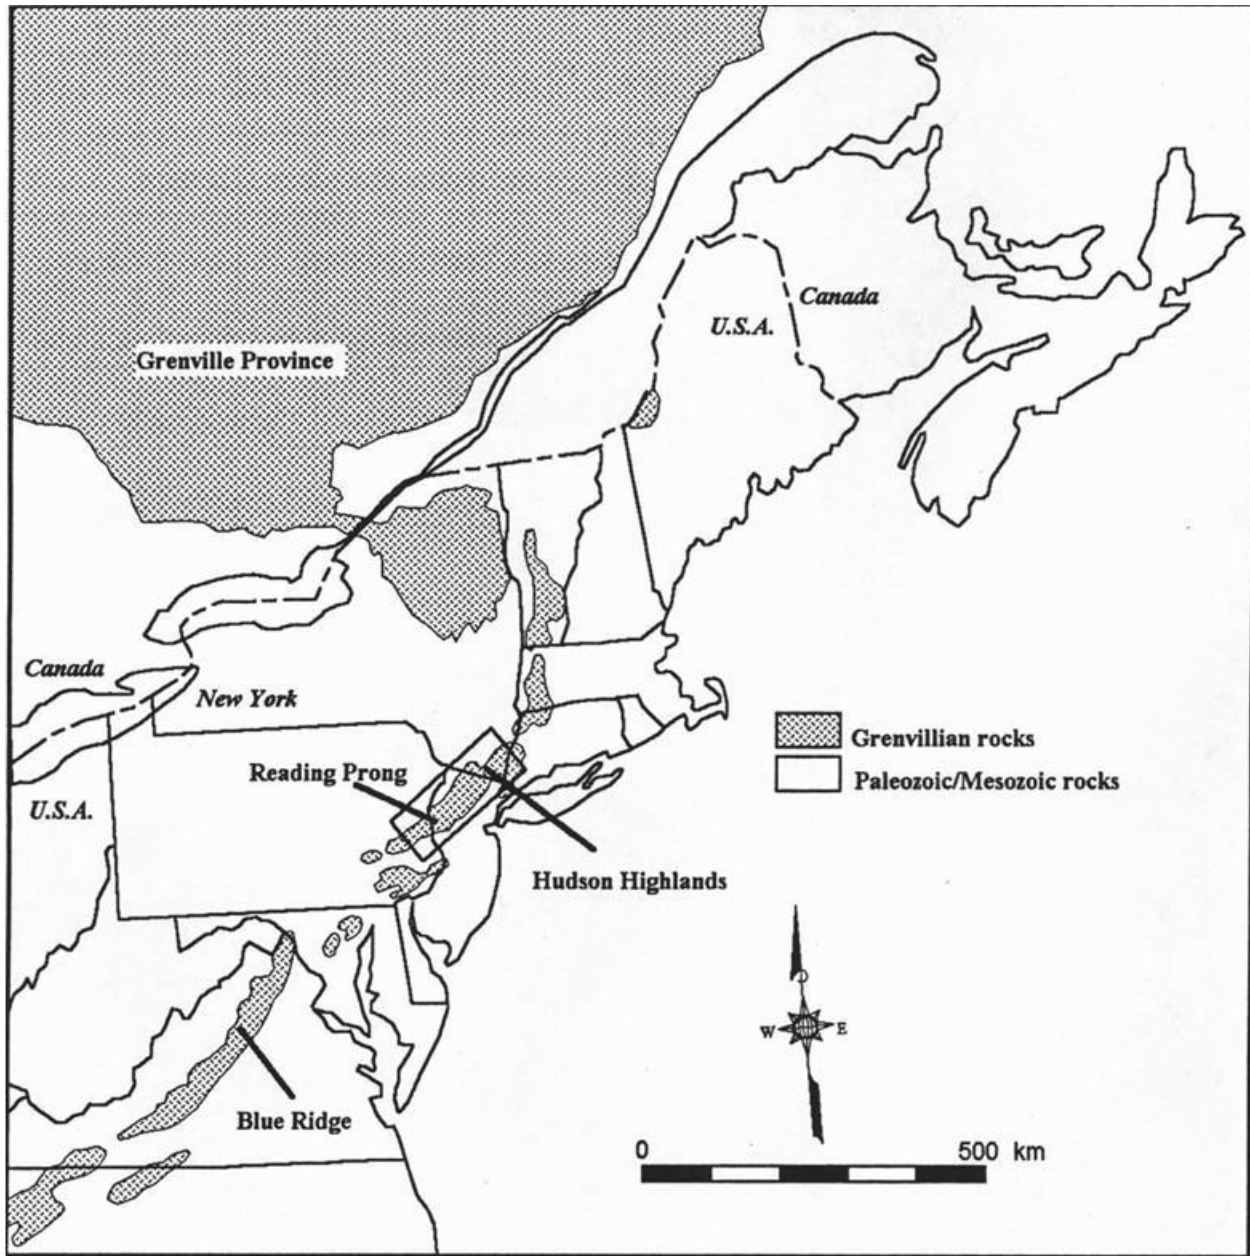 Canada
U.S.A.
Grenville Province
Canada
New York
Grenvillian rocks
Reading Prong
Paleozoic/Mesozoic rocks
U.S.A.
Hudson Highlands
W E
Blue Ridge
0 500 km